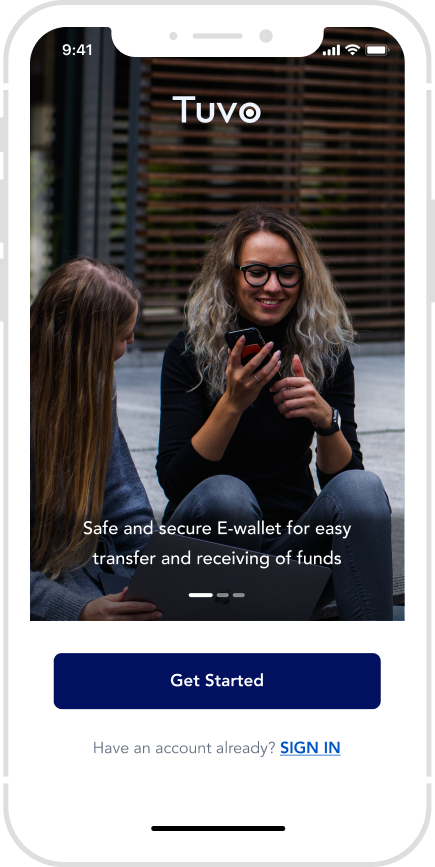 9:41
Tuvo
Safe and secure E-wallet for easy
transfer and receiving of funds
Get Started
Have an account already? SIGN IN